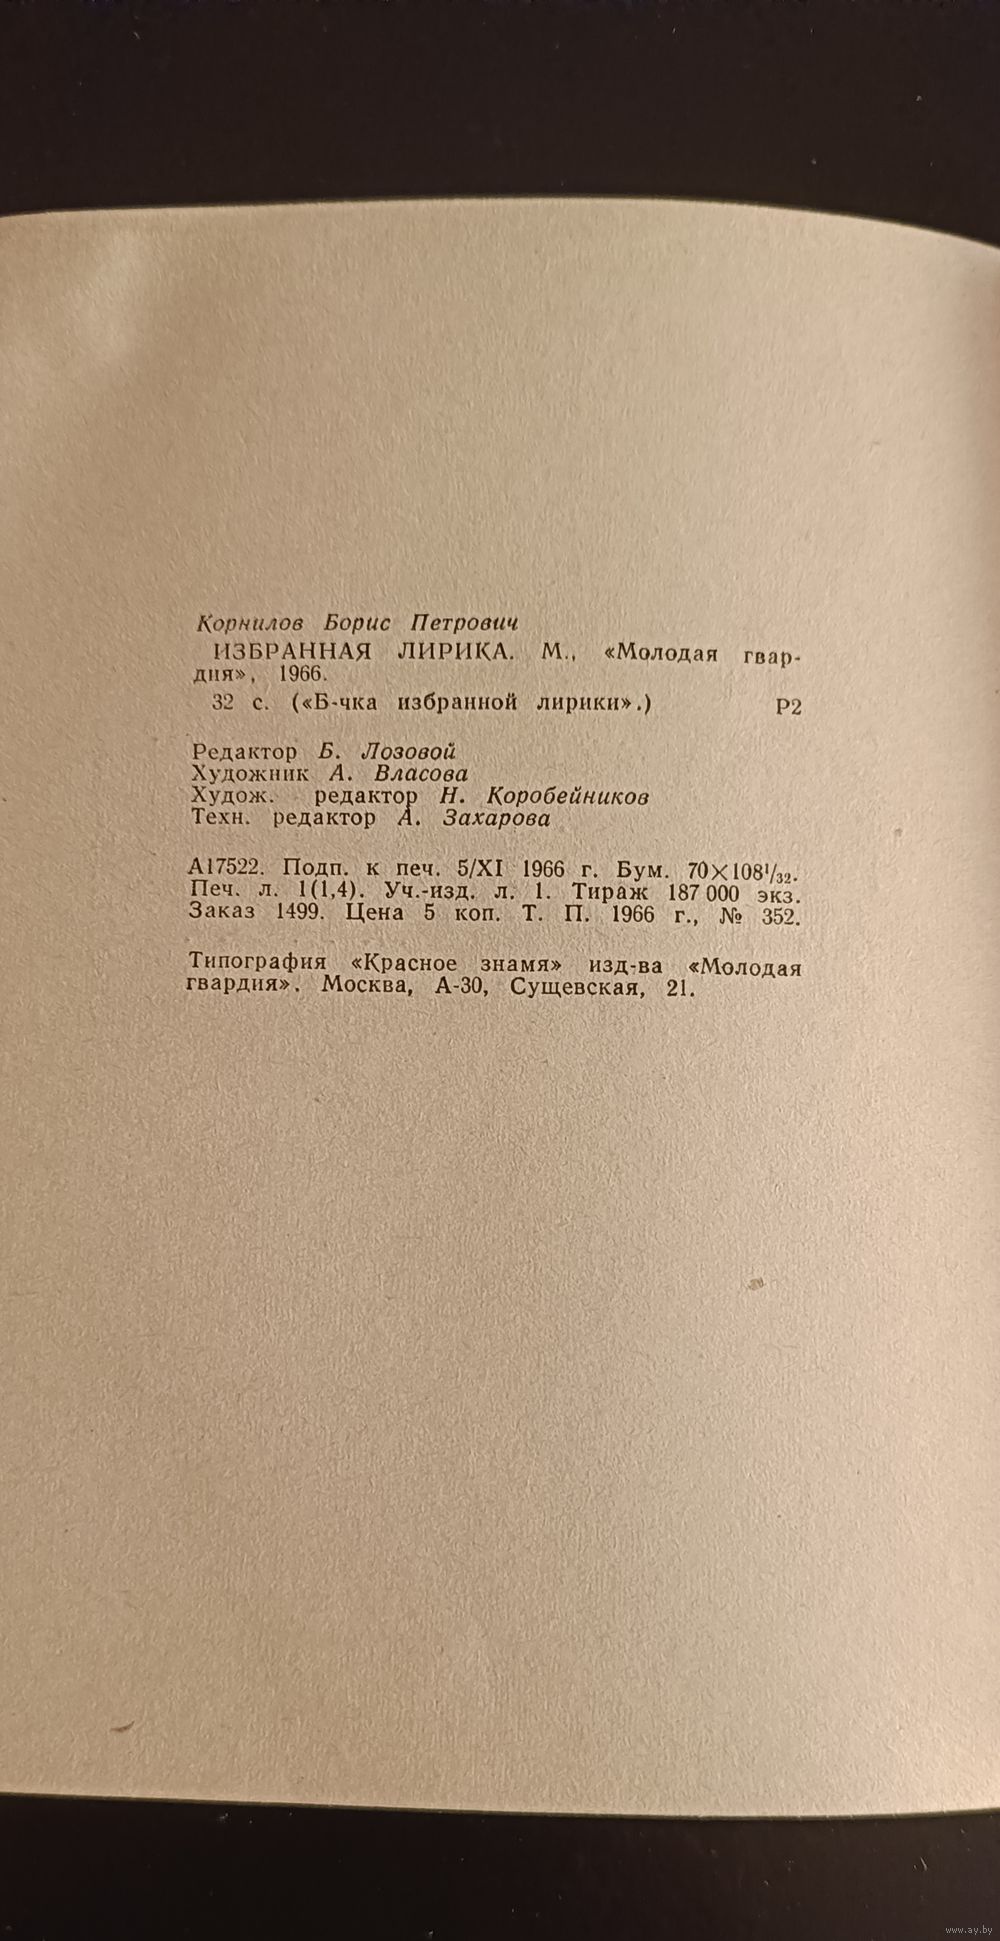 Корнилов Борис Петрович
ИЗБРАННАЯ ЛИРИКА. М., «Молодая гвар-
дия», 1966.
32 с. («Б-чка избранной лирики».) Р2
Редактор Б. Лозовой
Художник А. Власова
Худож. редактор Н. Коробейников
Техн. редактор А. Захарова
А17522. Подп. к печ. 5/XI 1966 г. Бум. 70×108¹/₃₂.
Печ. л. 1(1,4). Уч.-изд. л. 1. Тираж 187 000 экз.
Заказ 1499. Цена 5 коп. Т. П. 1966 г., № 352.
Типография «Красное знамя» изд-ва «Молодая
гвардия». Москва, А-30, Сущевская, 21.
www.ay.by